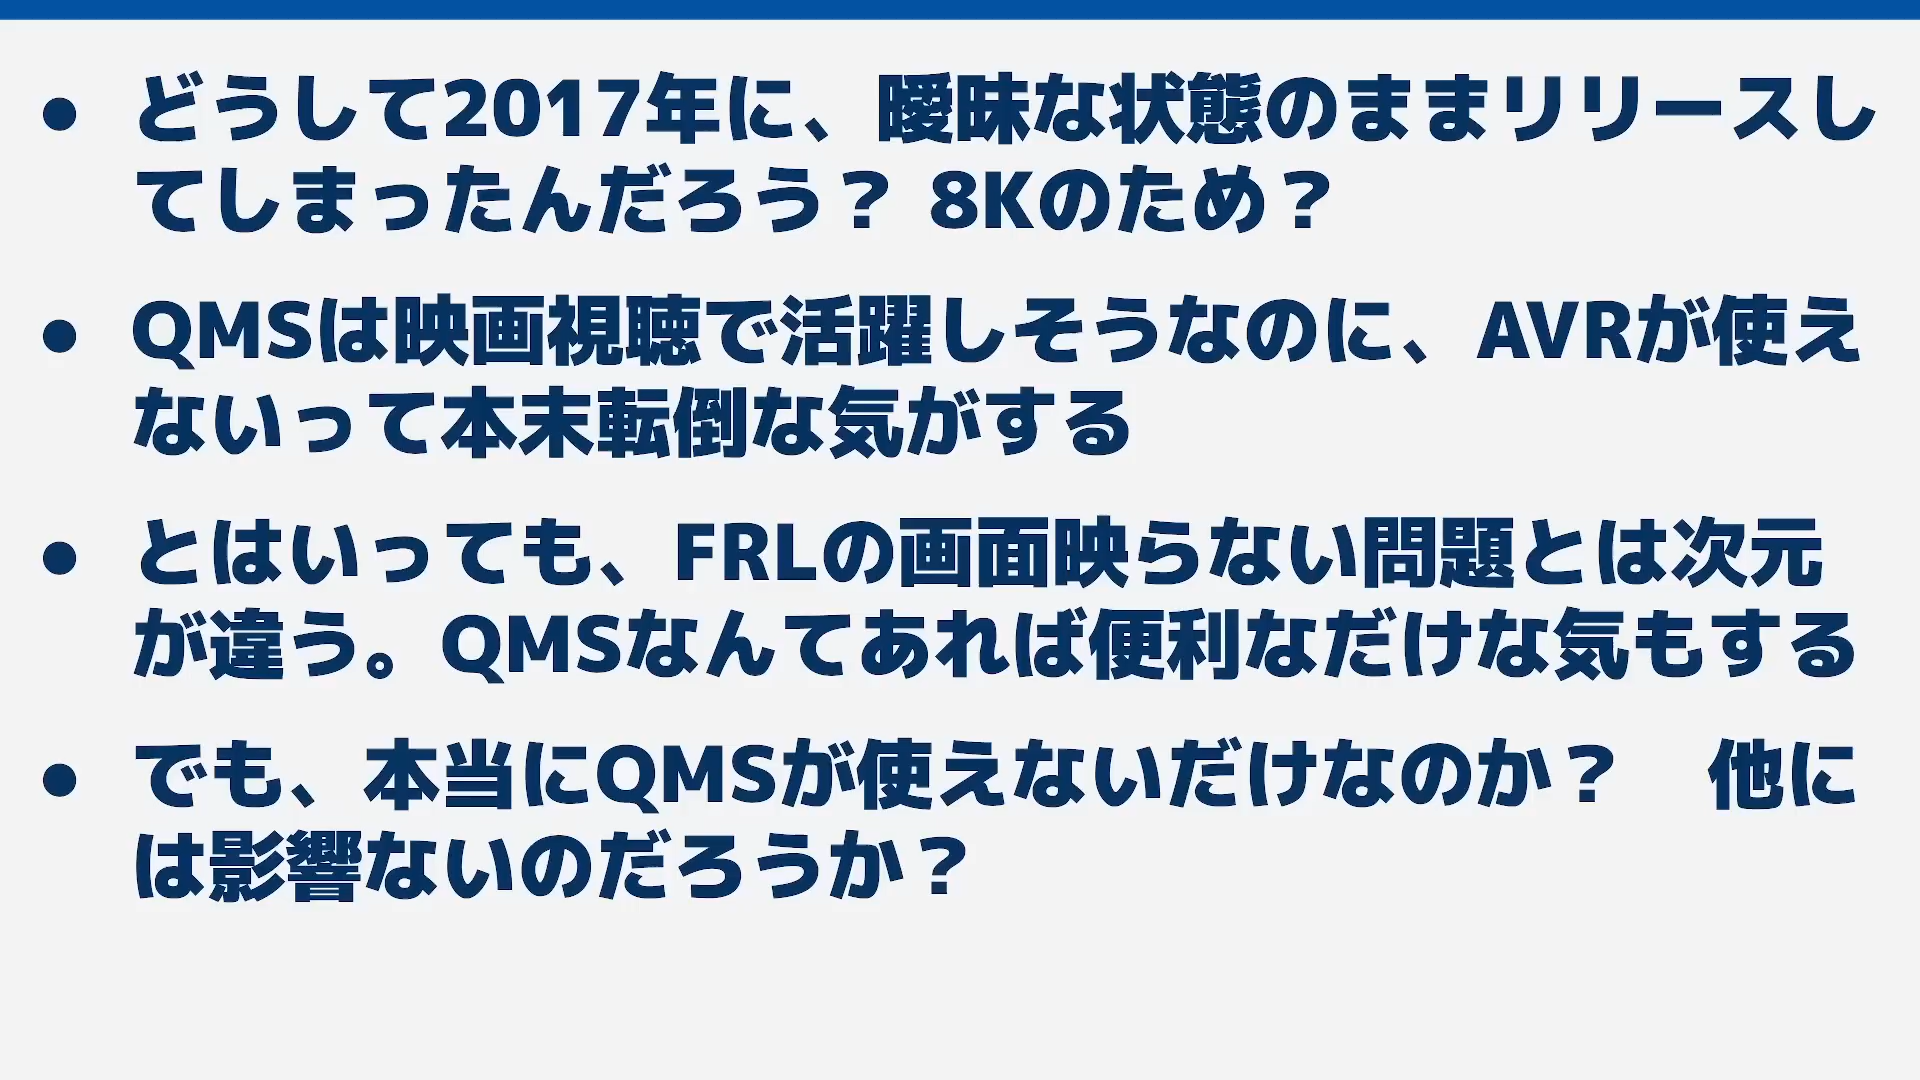 ● どうして2017年に、曖昧な状態のままリリースし
てしまったんだろう？ 8Kのため？
● QMSは映画視聴で活躍しそうなのに、AVRが使え
ないって本末転倒な気がする
● とはいっても、FRLの画面映らない問題とは次元
が違う。QMSなんてあれば便利なだけな気もする
● でも、本当にQMSが使えないだけなのか？　他に
は影響ないのだろうか？